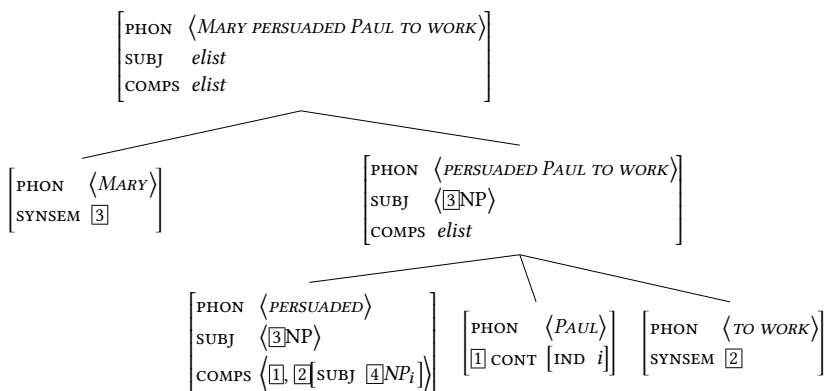 PHON ⟨MARY PERSUADED PAUL TO WORK⟩
SUBJ elist
COMPS elist
PHON ⟨MARY⟩
SYNSEM 3
PHON ⟨PERSUADED PAUL TO WORK⟩
SUBJ ⟨3NP⟩
COMPS elist
PHON ⟨PERSUADED⟩
SUBJ ⟨3NP⟩
COMPS ⟨1, 2[SUBJ 4NPi]⟩
PHON ⟨PAUL⟩
1 CONT [IND i]
PHON ⟨TO WORK⟩
SYNSEM 2